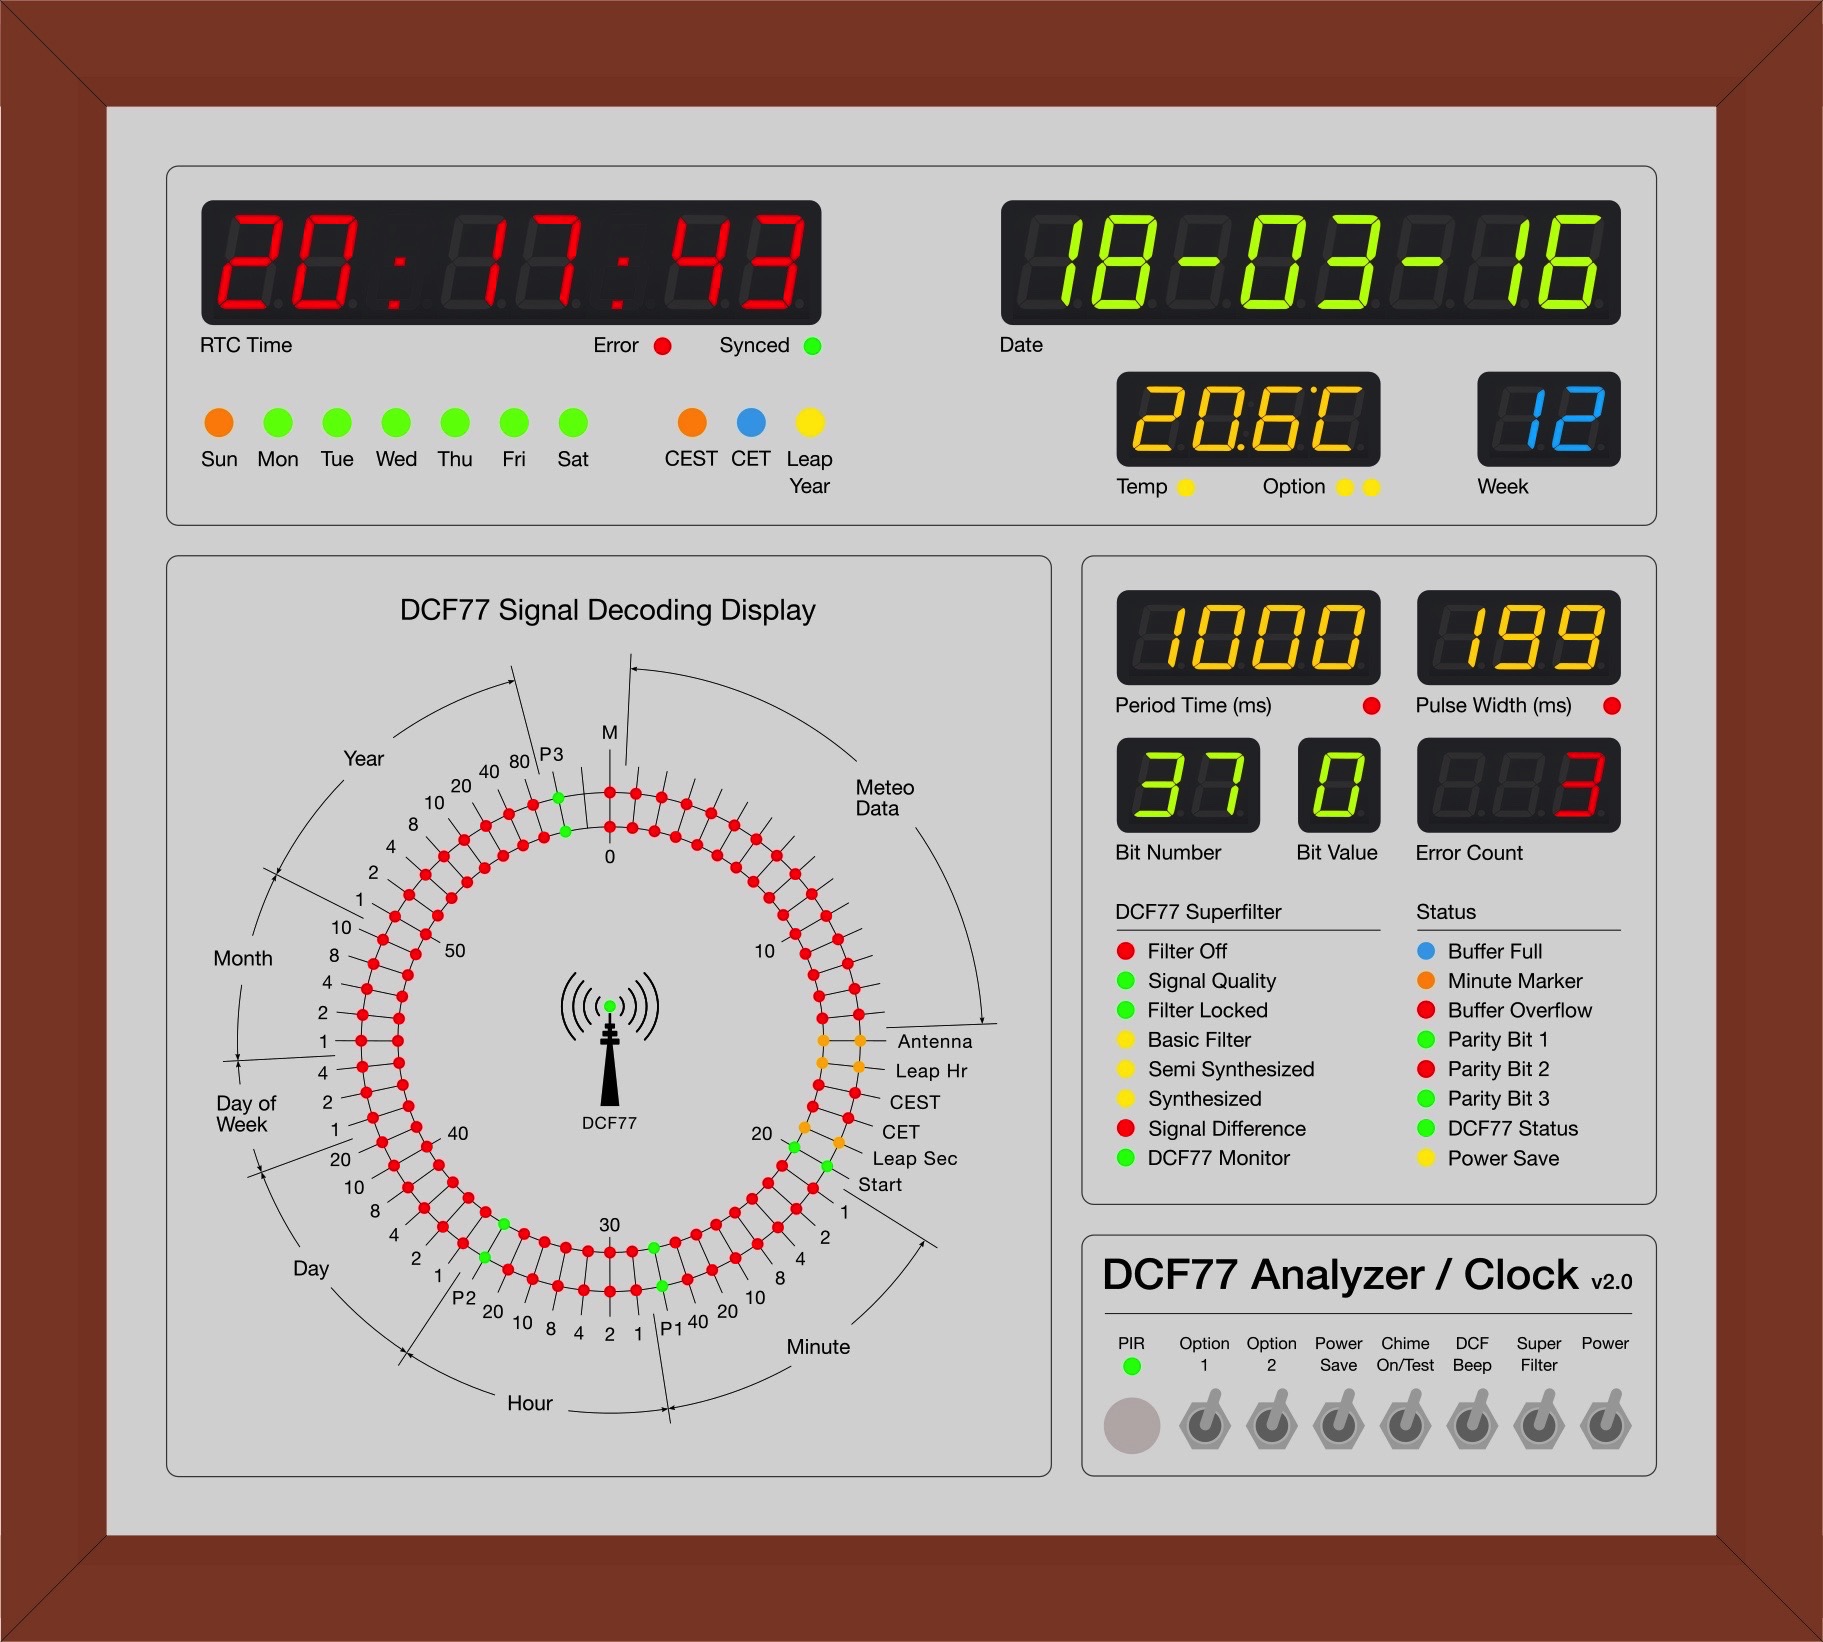 20:17:43
18-03-16
RTC Time
Error
Synced
Date
20.6°C
12
Sun
Mon
Tue
Wed
Thu
Fri
Sat
CEST
CET
Leap
Year
Temp
Option
Week
DCF77 Signal Decoding Display
M
P3
80
40
20
10
8
4
2
1
Year
10
8
4
2
1
Month
4
2
1
Day of
Week
20
10
8
4
2
1
Day
P2
20
10
8
4
2
1
Hour
P1
40
20
10
8
4
2
1
Minute
Start
Leap Sec
CET
CEST
Leap Hr
Antenna
Meteo
Data
0
10
20
30
40
50
DCF77
1000
199
Period Time (ms)
Pulse Width (ms)
37
0
3
Bit Number
Bit Value
Error Count
DCF77 Superfilter
Filter Off
Signal Quality
Filter Locked
Basic Filter
Semi Synthesized
Synthesized
Signal Difference
DCF77 Monitor
Status
Buffer Full
Minute Marker
Buffer Overflow
Parity Bit 1
Parity Bit 2
Parity Bit 3
DCF77 Status
Power Save
DCF77 Analyzer / Clock v2.0
PIR
Option
1
Option
2
Power
Save
Chime
On/Test
DCF
Beep
Super
Filter
Power